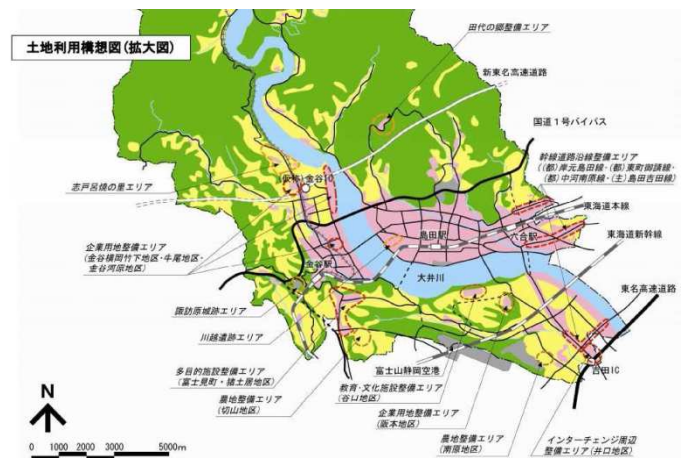 土地利用構想図(拡大図)
田代の郷整備エリア
新東名高速道路
国道1号バイパス
幹線道路沿線整備エリア
((都)岸元島田線・(都)東町御請線・
(都)中河南原線・(主)島田吉田線)
志戸呂焼の里エリア
(仮称)金谷IC
東海道本線
島田駅
六合駅
東海道新幹線
企業用地整備エリア
(金谷横岡竹下地区・牛尾地区・
金谷河原地区)
金谷駅
大井川
東名高速道路
諏訪原城跡エリア
川越遺跡エリア
多目的施設整備エリア
(富士見町・猪土居地区)
富士山静岡空港
吉田IC
農地整備エリア
(切山地区)
教育・文化施設整備エリア
(谷口地区)
企業用地整備エリア
(阪本地区)
農地整備エリア
(南原地区)
インターチェンジ周辺
整備エリア(井口地区)
N
0 1000 2000 3000 5000m